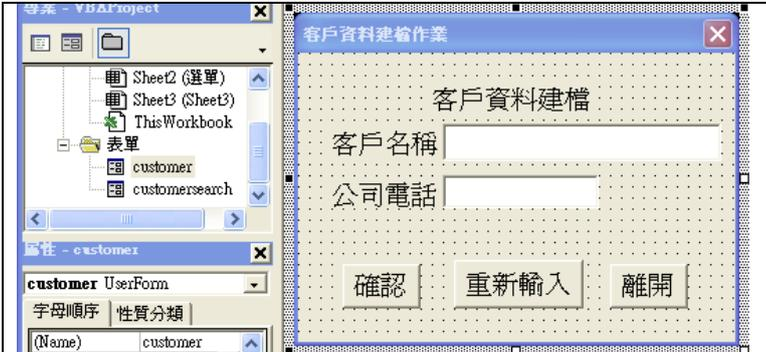 專案 - VBAProject
Sheet2 (選單)
Sheet3 (Sheet3)
ThisWorkbook
表單
customer
customersearch
屬性 - customer
customer UserForm
字母順序 性質分類
(Name) customer
客戶資料建檔作業
客戶資料建檔
客戶名稱
公司電話
確認 重新輸入 離開